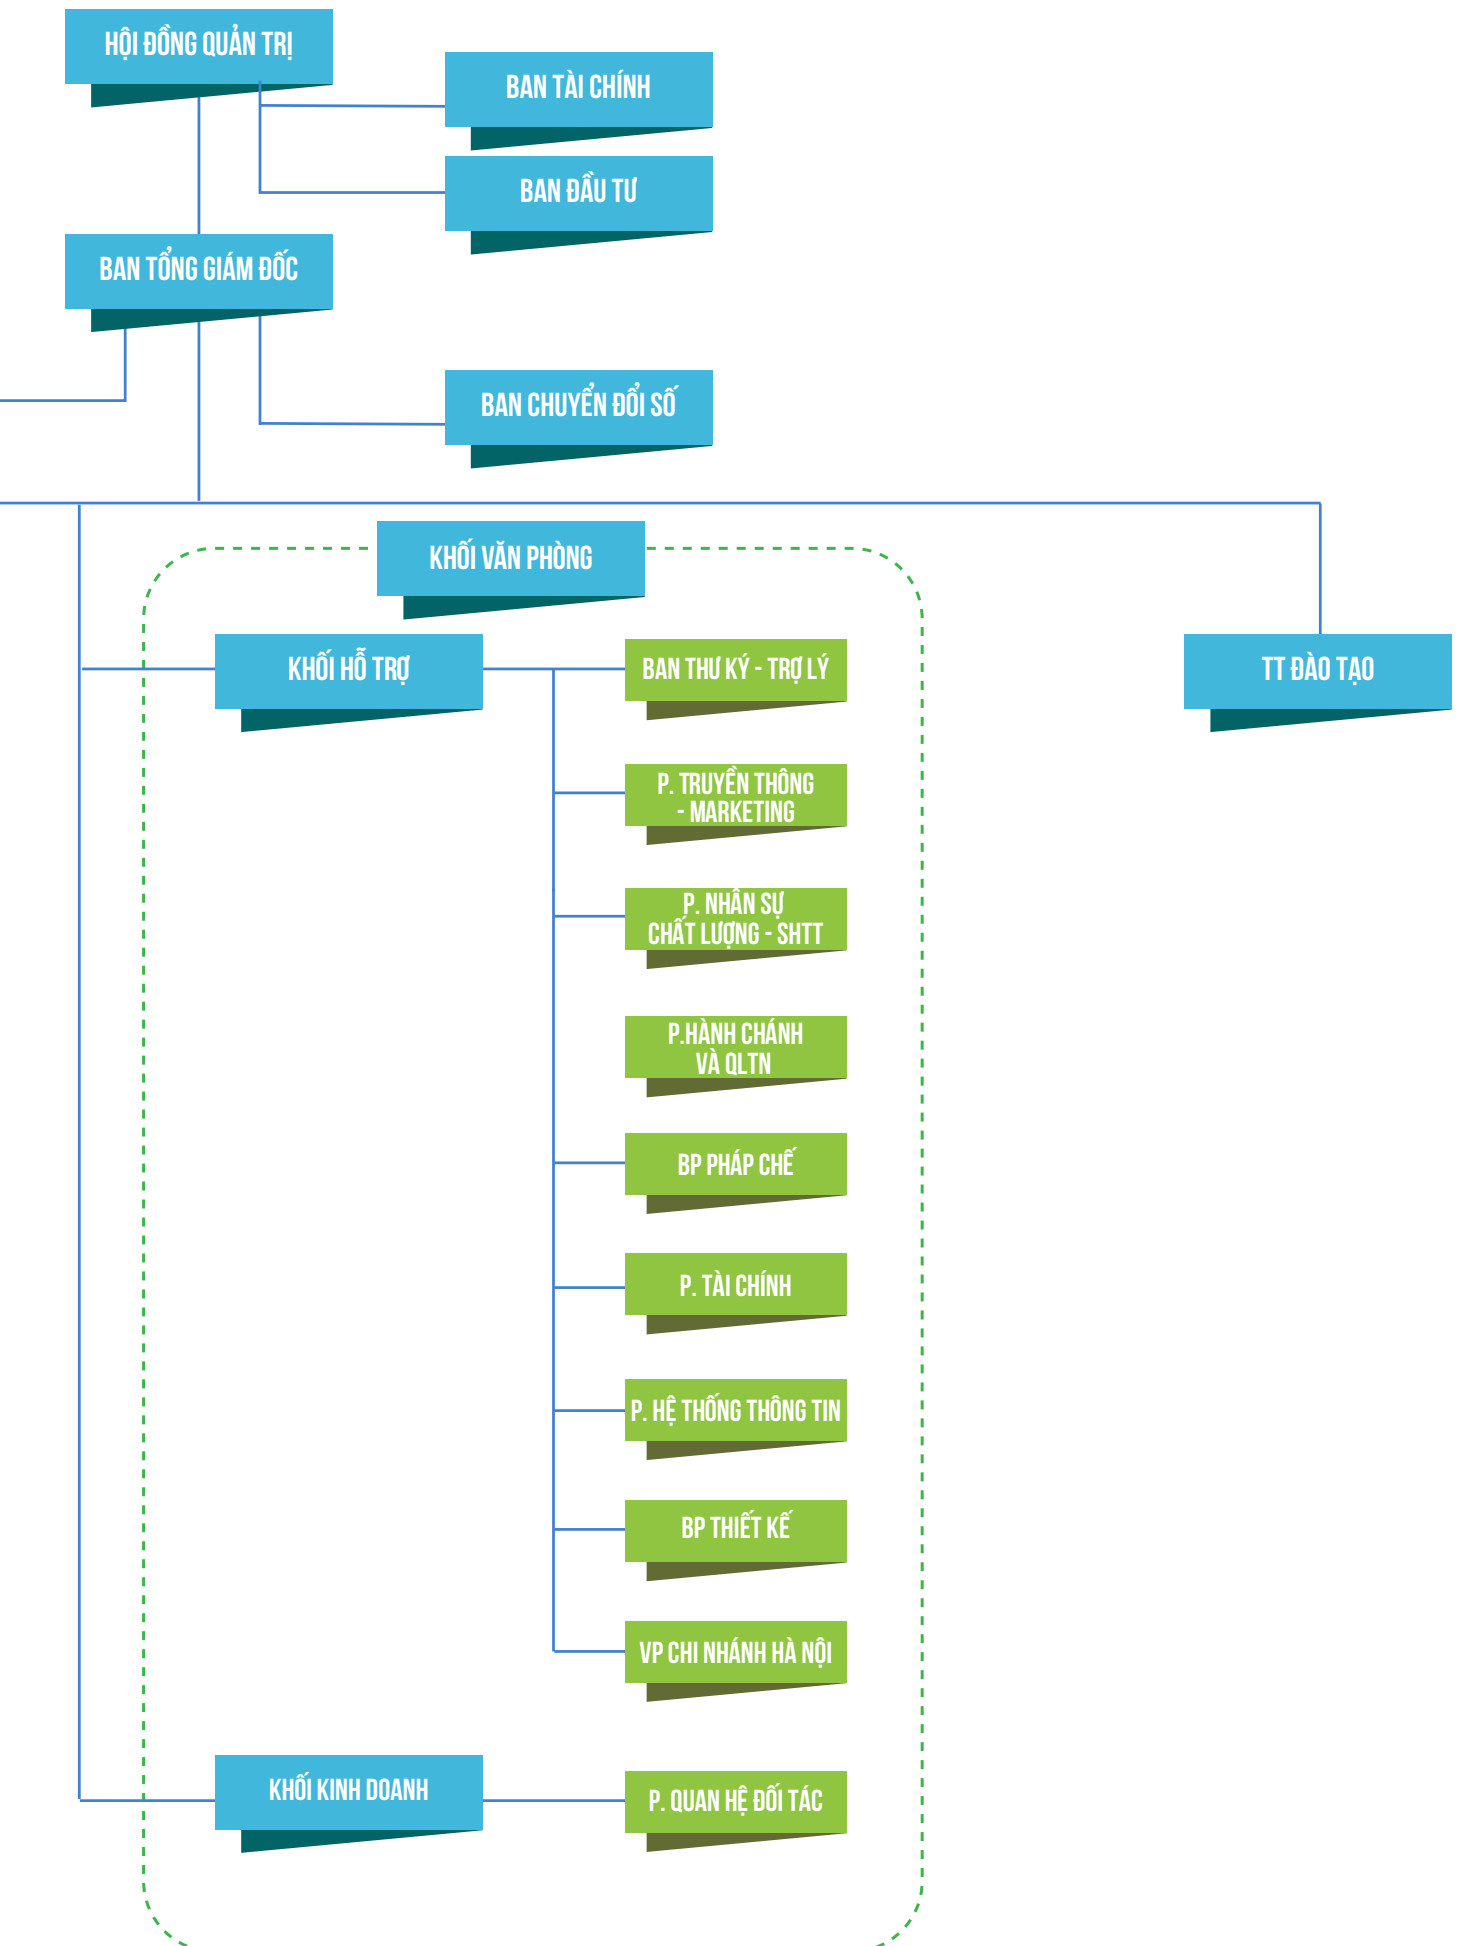 HỘI ĐỒNG QUẢN TRỊ
BAN TÀI CHÍNH
BAN ĐẦU TƯ
BAN TỔNG GIÁM ĐỐC
BAN CHUYỂN ĐỔI SỐ
KHỐI VĂN PHÒNG
KHỐI HỖ TRỢ
BAN THƯ KÝ - TRỢ LÝ
TT ĐÀO TẠO
P. TRUYỀN THÔNG
- MARKETING
P. NHÂN SỰ
CHẤT LƯỢNG - SHTT
P.HÀNH CHÁNH
VÀ QLTN
BP PHÁP CHẾ
P. TÀI CHÍNH
P. HỆ THỐNG THÔNG TIN
BP THIẾT KẾ
VP CHI NHÁNH HÀ NỘI
KHỐI KINH DOANH
P. QUAN HỆ ĐỐI TÁC